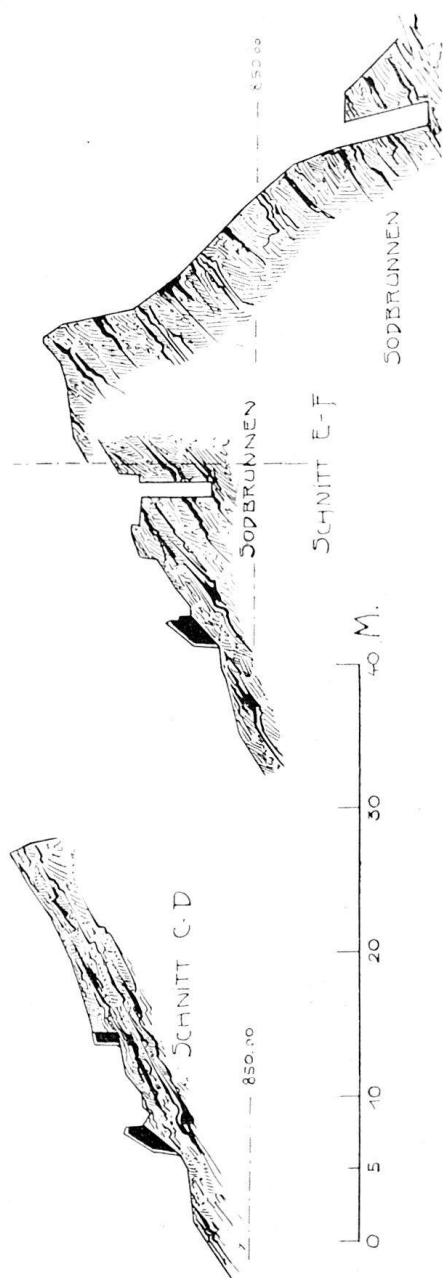 SCHNITT C-D
850.00
SODBRUNNEN
SCHNITT E-F
850.00
SODBRUNNEN
0 5 10 20 30 40 M.